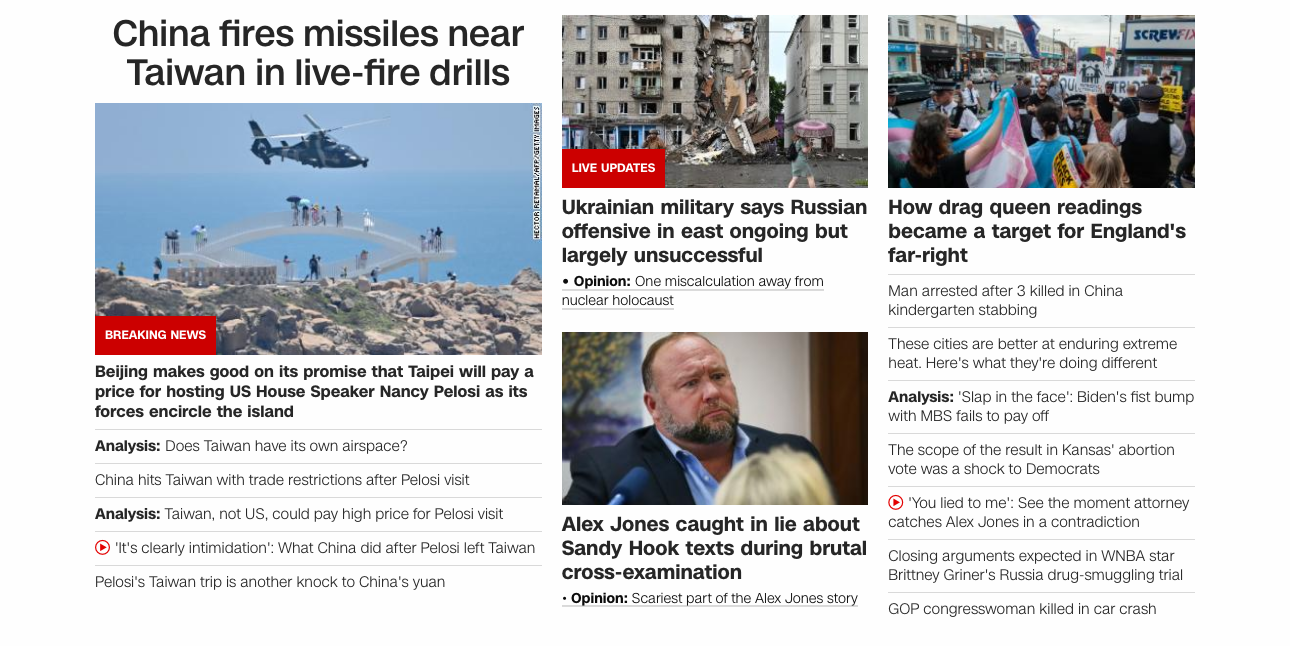 China fires missiles near
Taiwan in live-fire drills
HECTOR RETAMAL/AFP/GETTY IMAGES
BREAKING NEWS
Beijing makes good on its promise that Taipei will pay a
price for hosting US House Speaker Nancy Pelosi as its
forces encircle the island
Analysis: Does Taiwan have its own airspace?
China hits Taiwan with trade restrictions after Pelosi visit
Analysis: Taiwan, not US, could pay high price for Pelosi visit
'It's clearly intimidation': What China did after Pelosi left Taiwan
Pelosi's Taiwan trip is another knock to China's yuan
LIVE UPDATES
Ukrainian military says Russian
offensive in east ongoing but
largely unsuccessful
• Opinion: One miscalculation away from
nuclear holocaust
Alex Jones caught in lie about
Sandy Hook texts during brutal
cross-examination
• Opinion: Scariest part of the Alex Jones story
SCREWFIX
How drag queen readings
became a target for England's
far-right
Man arrested after 3 killed in China
kindergarten stabbing
These cities are better at enduring extreme
heat. Here's what they're doing different
Analysis: 'Slap in the face': Biden's fist bump
with MBS fails to pay off
The scope of the result in Kansas' abortion
vote was a shock to Democrats
'You lied to me': See the moment attorney
catches Alex Jones in a contradiction
Closing arguments expected in WNBA star
Brittney Griner's Russia drug-smuggling trial
GOP congresswoman killed in car crash